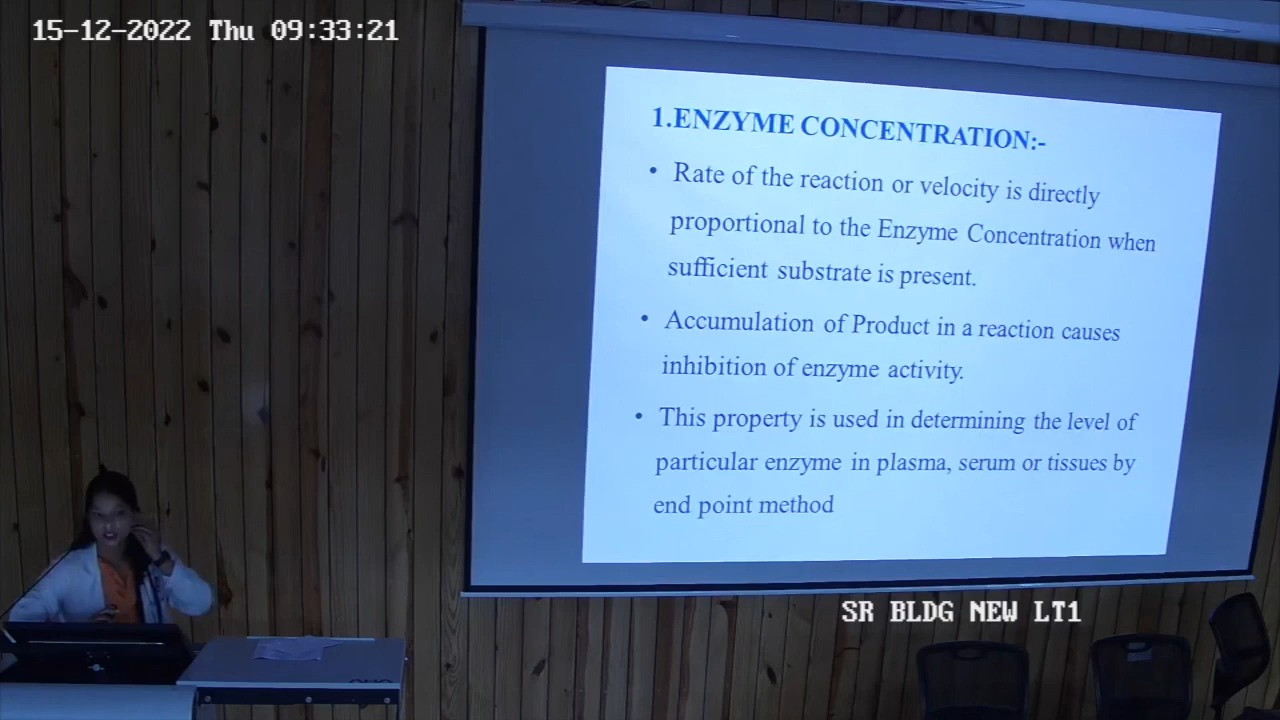 15-12-2022 Thu 09:33:21
1.ENZYME CONCENTRATION:-
• Rate of the reaction or velocity is directly
proportional to the Enzyme Concentration when
sufficient substrate is present.
• Accumulation of Product in a reaction causes
inhibition of enzyme activity.
• This property is used in determining the level of
particular enzyme in plasma, serum or tissues by
end point method
SR BLDG NEW LT1